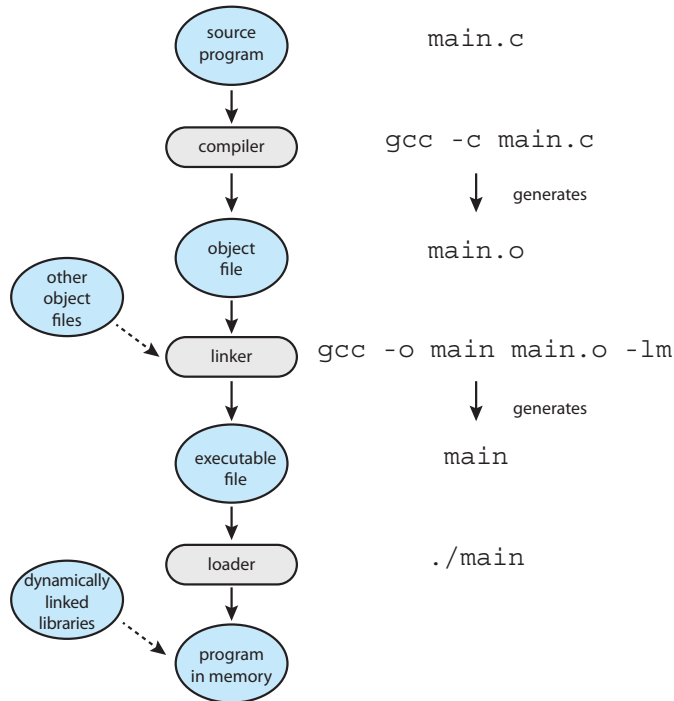 source
program
main.c
compiler
gcc -c main.c
generates
object
file
main.o
other
object
files
linker
gcc -o main main.o -lm
generates
executable
file
main
loader
./main
dynamically
linked
libraries
program
in memory